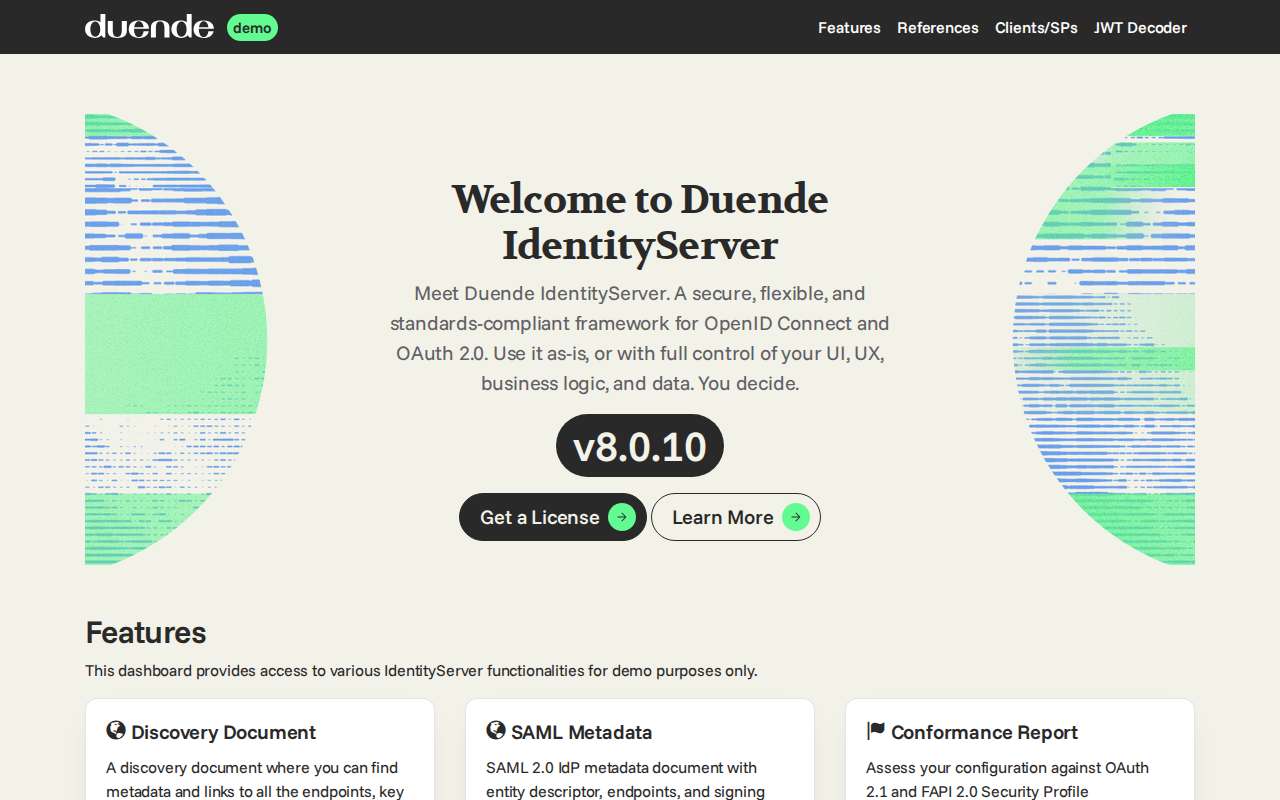 duende demo Features References Clients/SPs JWT Decoder
Welcome to Duende
IdentityServer
Meet Duende IdentityServer. A secure, flexible, and
standards-compliant framework for OpenID Connect and
OAuth 2.0. Use it as-is, or with full control of your UI, UX,
business logic, and data. You decide.
v8.0.10
Get a License Learn More
Features
This dashboard provides access to various IdentityServer functionalities for demo purposes only.
Discovery Document
A discovery document where you can find
metadata and links to all the endpoints, key
SAML Metadata
SAML 2.0 IdP metadata document with
entity descriptor, endpoints, and signing
Conformance Report
Assess your configuration against OAuth
2.1 and FAPI 2.0 Security Profile